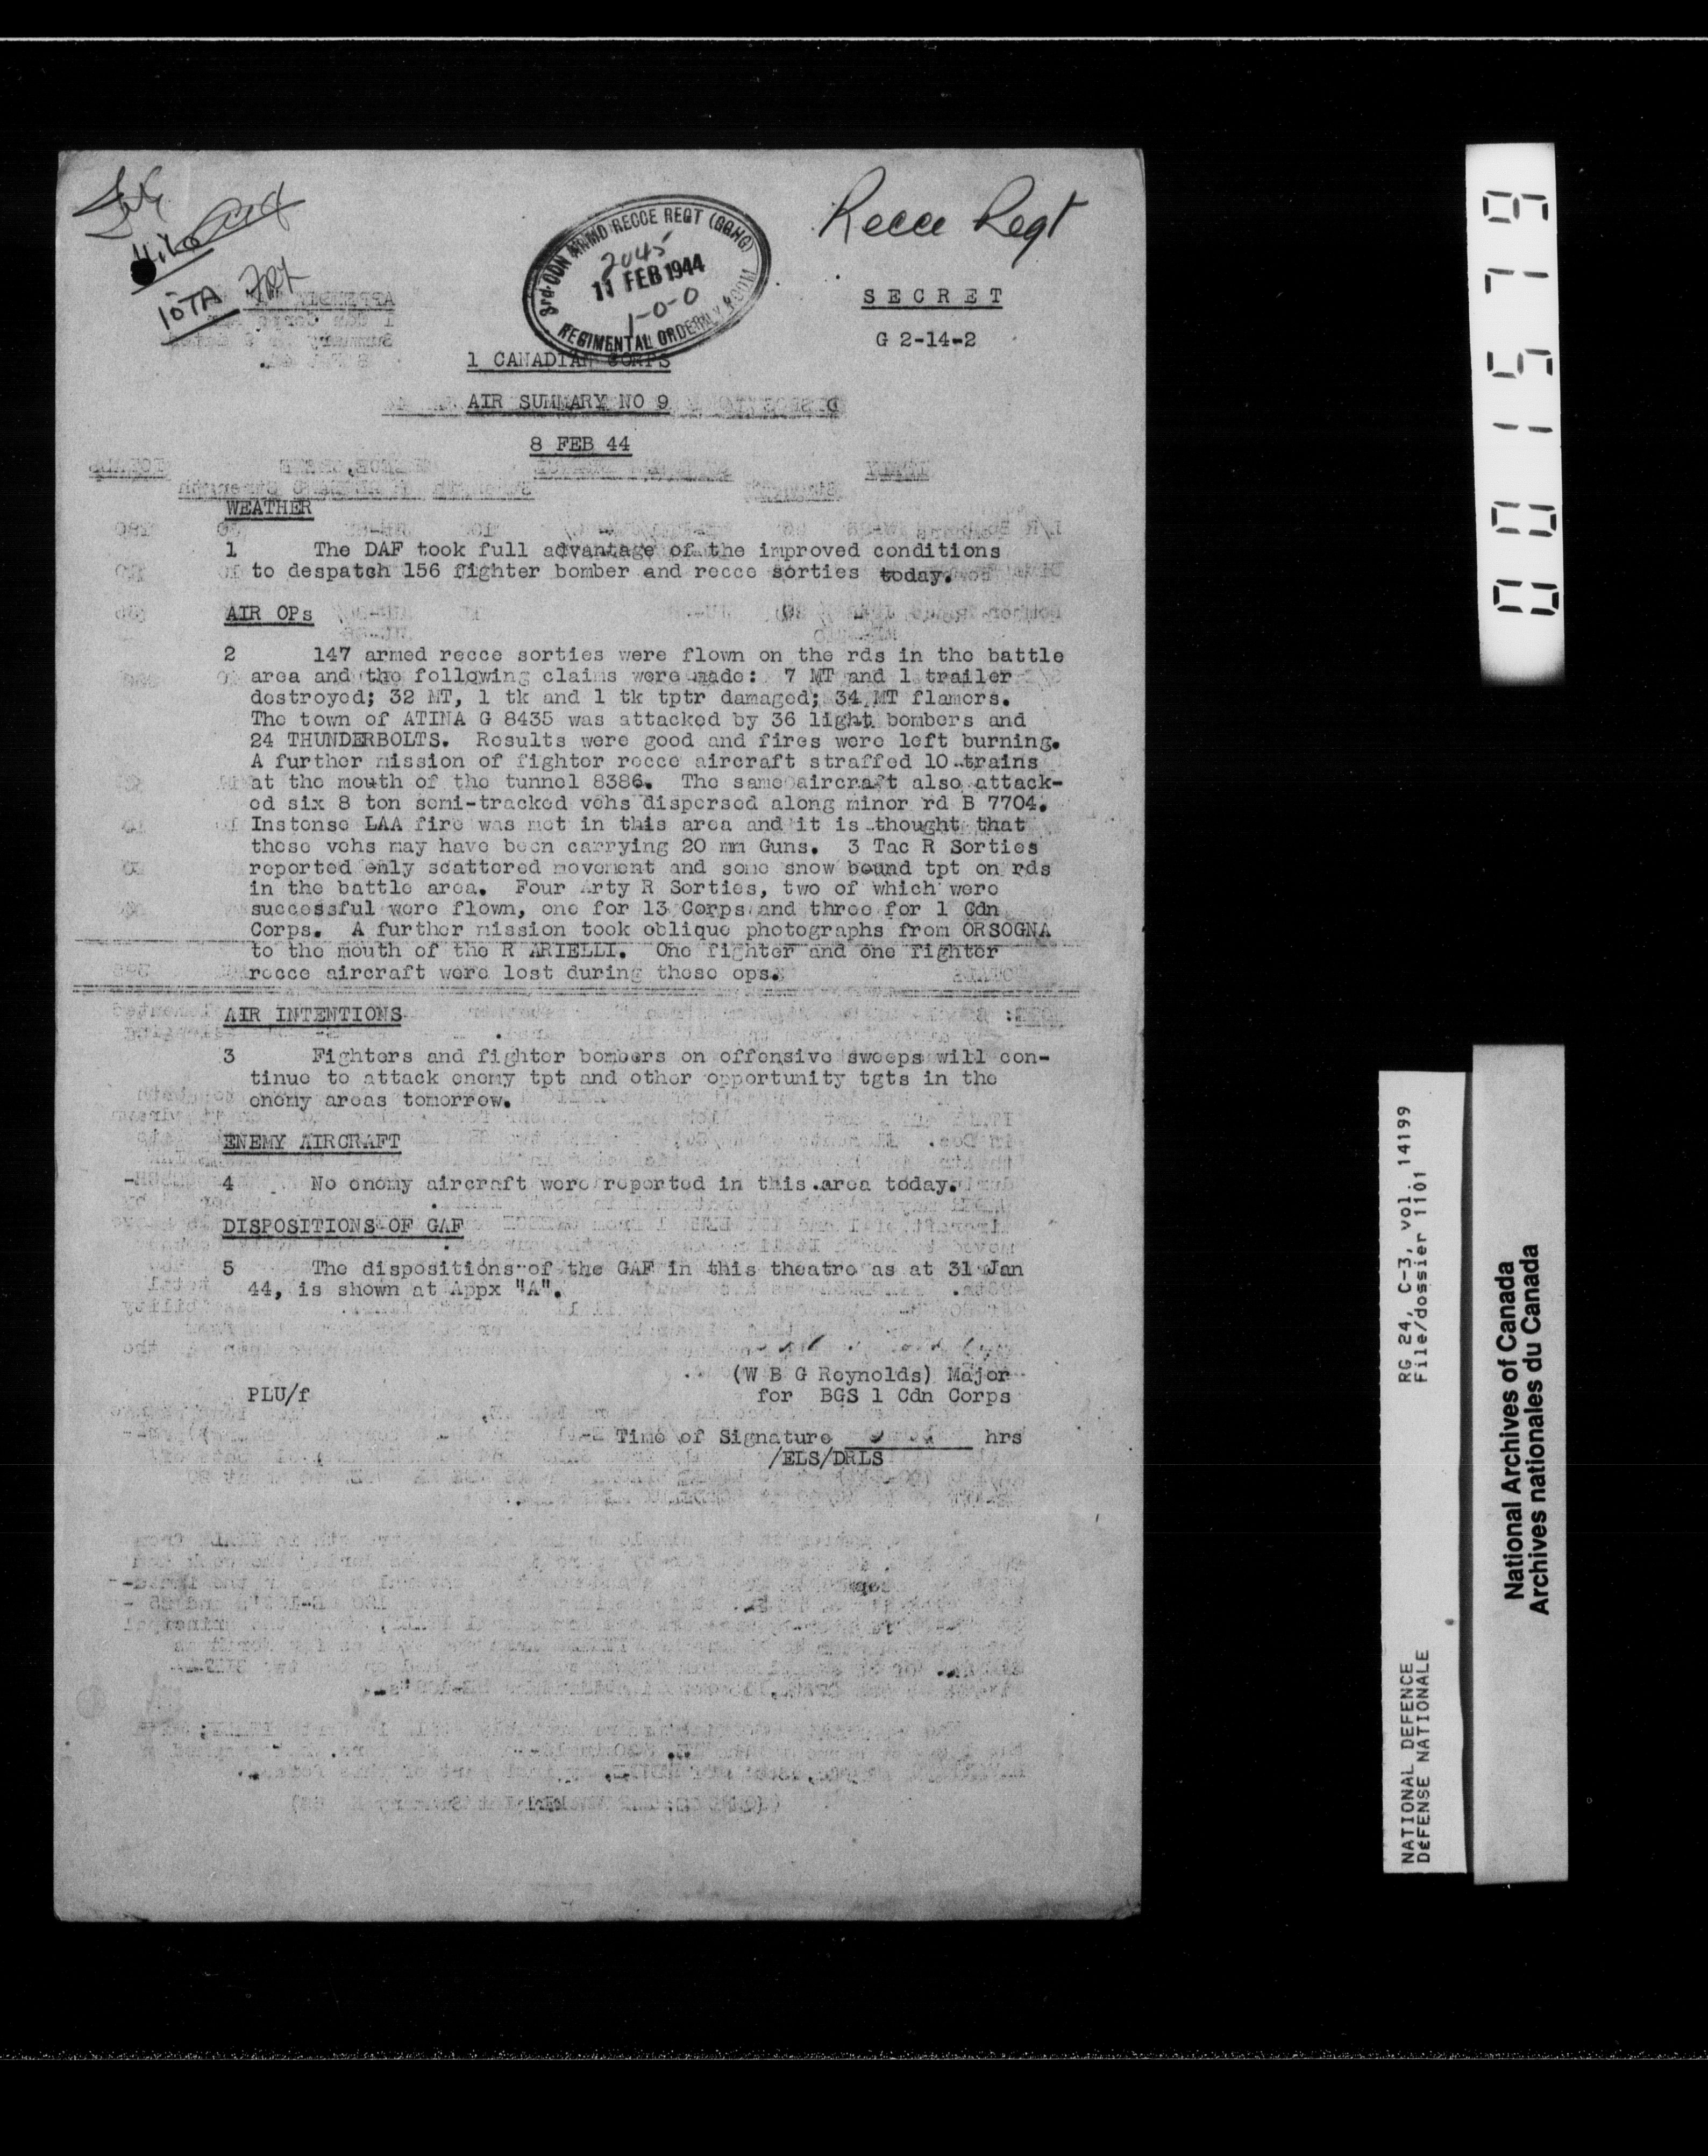 Recce Regt
3rd CDN ARMD RECCE REGT (GGHG)
2045
11 FEB 1944
1-0-0
REGIMENTAL ORDERLY ROOM
IOTA
SECRET
G 2-14-2
1 CANADIAN CORPS
AIR SUMMARY NO 9
8 FEB 44
WEATHER
1 The DAF took full advantage of the improved conditions
to despatch 156 fighter bomber and recce sorties today.
AIR OPs
2 147 armed recce sorties were flown on the rds in the battle
area and the following claims were made: 7 MT and 1 trailer
destroyed; 32 MT, 1 tk and 1 tk tptr damaged; 34 MT flamers.
The town of ATINA G 8435 was attacked by 36 light bombers and
24 THUNDERBOLTS. Results were good and fires were left burning.
A further mission of fighter recce aircraft straffed 10 trains
at the mouth of the tunnel 8386. The same aircraft also attack-
ed six 8 ton semi-tracked vehs dispersed along minor rd B 7704.
Instense LAA fire was met in this area and it is thought that
these vehs may have been carrying 20 mm Guns. 3 Tac R Sorties
reported only scattered movement and some snow bound tpt on rds
in the battle area. Four Arty R Sorties, two of which were
successful were flown, one for 13 Corps and three for 1 Cdn
Corps. A further mission took oblique photographs from ORSOGNA
to the mouth of the R ARIELLI. One fighter and one fighter
recce aircraft were lost during these ops.
AIR INTENTIONS
3 Fighters and fighter bombers on offensive sweeps will con-
tinue to attack enemy tpt and other opportunity tgts in the
enemy areas tomorrow.
ENEMY AIRCRAFT
4 No enemy aircraft were reported in this area today.
DISPOSITIONS OF GAF
5 The dispositions of the GAF in this theatre as at 31 Jan
44, is shown at Appx "A".
(W B G Reynolds) Major
PLU/f for BGS 1 Cdn Corps
Time of Signature hrs
/ELS/DRLS
0001579
RG 24, C-3, vol. 14199
File/dossier 1101
NATIONAL DEFENCE
DÉFENSE NATIONALE
National Archives of Canada
Archives nationales du Canada